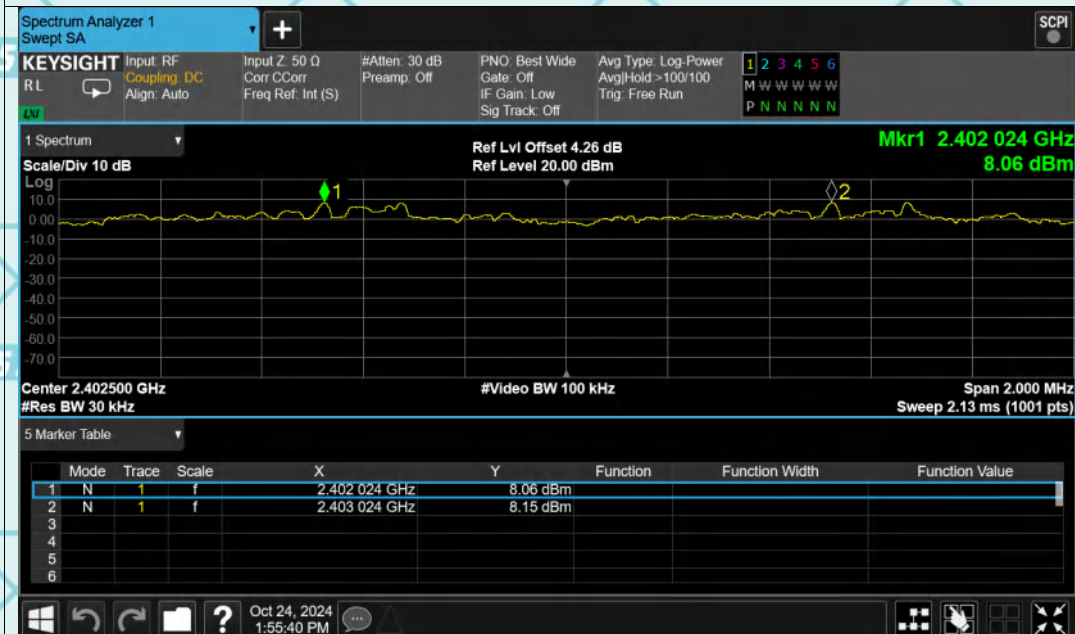 Spectrum Analyzer 1
Swept SA
+
SCPI
KEYSIGHT Input: RF Input Z: 50 Ω #Atten: 30 dB PNO: Best Wide Avg Type: Log-Power 1 2 3 4 5 6
RL Coupling: DC Corr CCorr Preamp: Off Gate: Off Avg|Hold:>100/100 M W W W W W
Align: Auto Freq Ref: Int (S) IF Gain: Low Trig: Free Run
LXI Sig Track: Off P N N N N N
1 Spectrum Ref Lvl Offset 4.26 dB Mkr1 2.402 024 GHz
Scale/Div 10 dB Ref Level 20.00 dBm 8.06 dBm
Log
1 2
10.0
0.00
-10.0
-20.0
-30.0
-40.0
-50.0
-60.0
-70.0
Center 2.402500 GHz #Video BW 100 kHz Span 2.000 MHz
#Res BW 30 kHz Sweep 2.13 ms (1001 pts)
5 Marker Table
Mode Trace Scale X Y Function Function Width Function Value
1 N 1 f 2.402 024 GHz 8.06 dBm
2 N 1 f 2.403 024 GHz 8.15 dBm
3
4
5
6
? Oct 24, 2024
1:55:40 PM